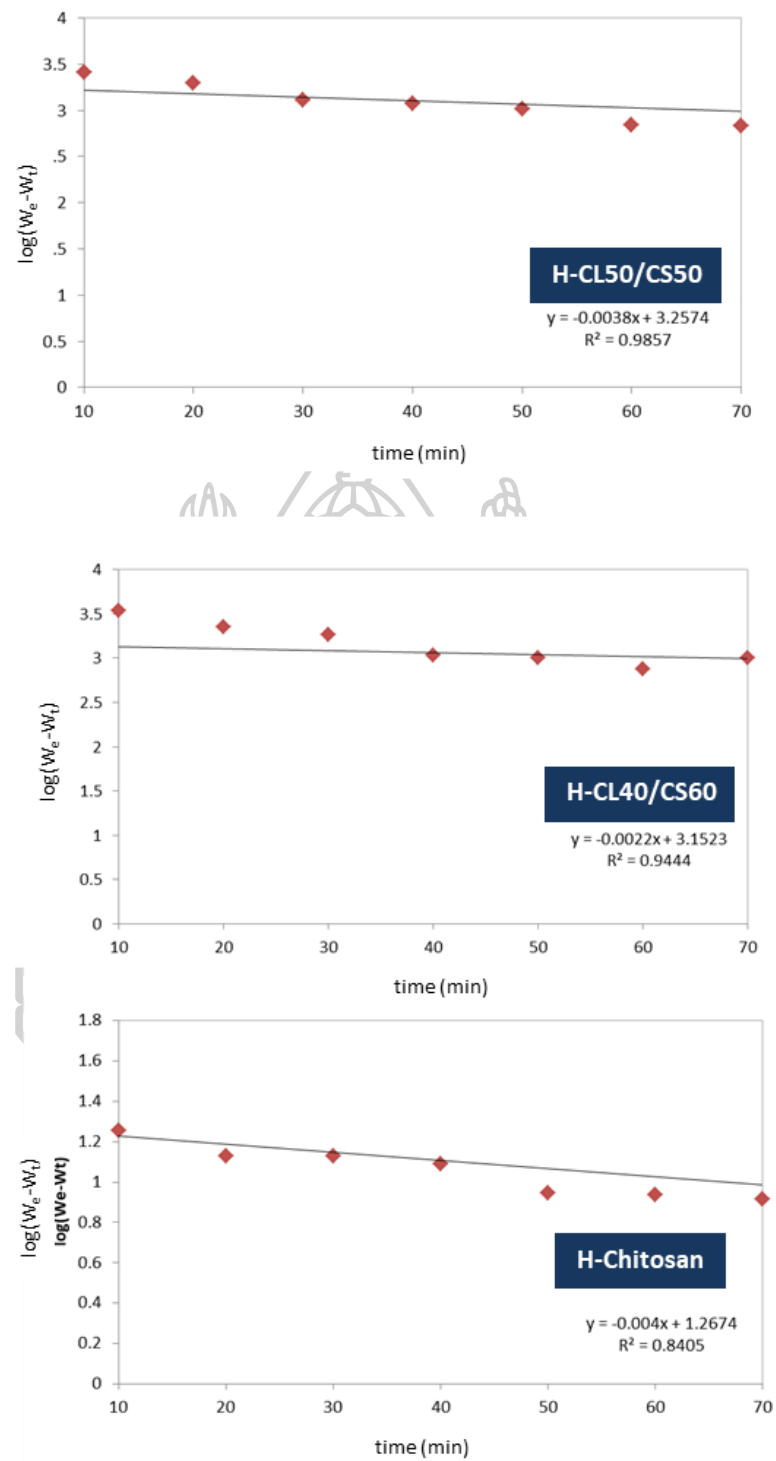 4
3.5
3
.5
2
.5
1
0.5
0
log(We-Wt)
H-CL50/CS50
y = -0.0038x + 3.2574
R² = 0.9857
10 20 30 40 50 60 70
time (min)
4
3.5
3
2.5
2
1.5
1
0.5
0
log(We-Wt)
H-CL40/CS60
y = -0.0022x + 3.1523
R² = 0.9444
10 20 30 40 50 60 70
time (min)
1.8
1.6
1.4
1.2
1
0.8
0.6
0.4
0.2
0
log(We-Wt)
log(We-Wt)
H-Chitosan
y = -0.004x + 1.2674
R² = 0.8405
10 20 30 40 50 60 70
time (min)